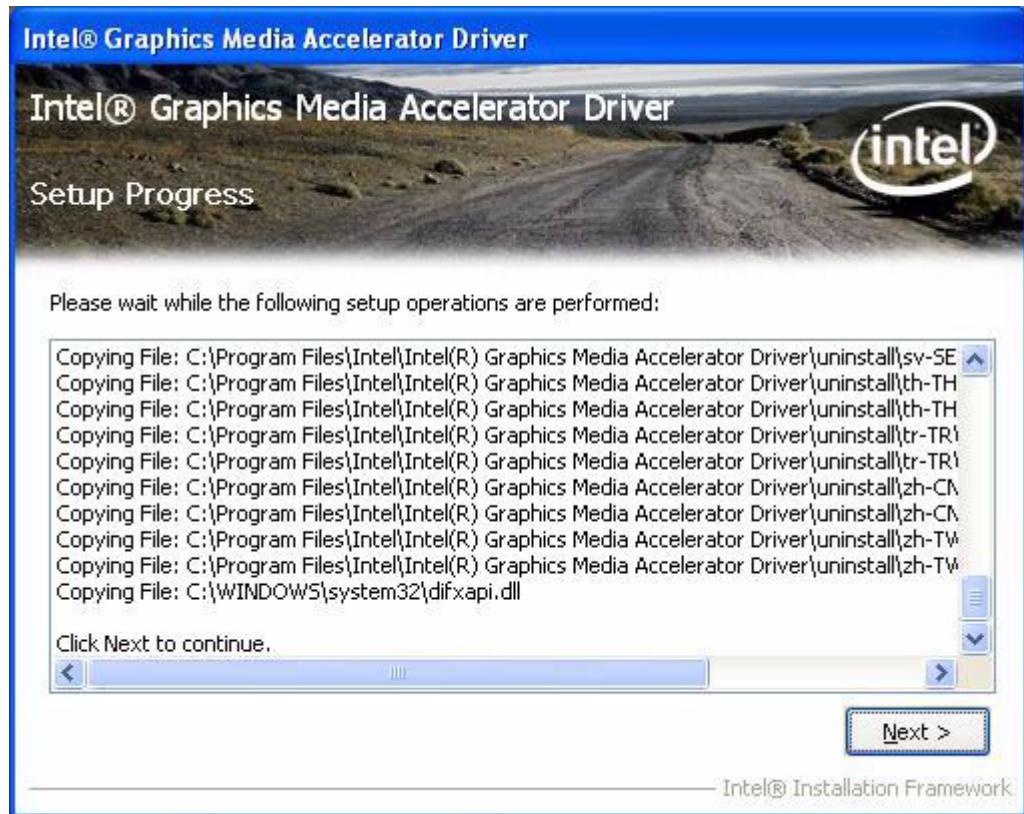 Intel® Graphics Media Accelerator Driver
Intel® Graphics Media Accelerator Driver
intel
Setup Progress
Please wait while the following setup operations are performed:
Copying File: C:\Program Files\Intel\Intel(R) Graphics Media Accelerator Driver\uninstall\sv-SE
Copying File: C:\Program Files\Intel\Intel(R) Graphics Media Accelerator Driver\uninstall\th-TH
Copying File: C:\Program Files\Intel\Intel(R) Graphics Media Accelerator Driver\uninstall\th-TH
Copying File: C:\Program Files\Intel\Intel(R) Graphics Media Accelerator Driver\uninstall\tr-TR\
Copying File: C:\Program Files\Intel\Intel(R) Graphics Media Accelerator Driver\uninstall\tr-TR\
Copying File: C:\Program Files\Intel\Intel(R) Graphics Media Accelerator Driver\uninstall\zh-CN
Copying File: C:\Program Files\Intel\Intel(R) Graphics Media Accelerator Driver\uninstall\zh-CN
Copying File: C:\Program Files\Intel\Intel(R) Graphics Media Accelerator Driver\uninstall\zh-TW
Copying File: C:\Program Files\Intel\Intel(R) Graphics Media Accelerator Driver\uninstall\zh-TW
Copying File: C:\WINDOWS\system32\difxapi.dll
Click Next to continue.
Next >
Intel® Installation Framework